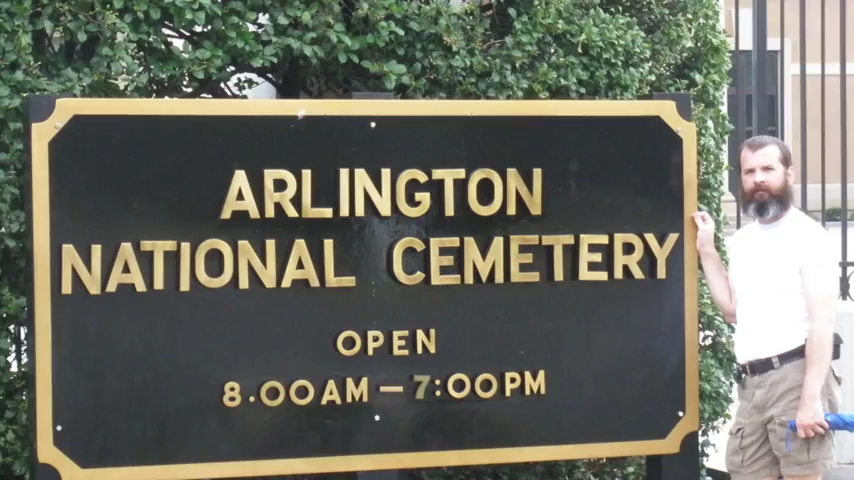 ARLINGTON
NATIONAL CEMETERY
OPEN
8.00AM — 7:00PM